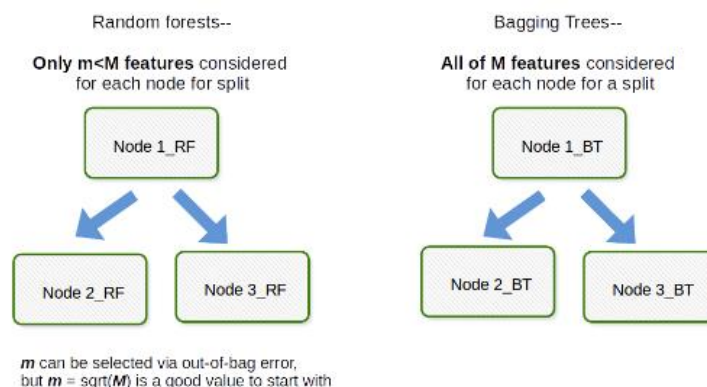 Random forests--
Only m<M features considered
for each node for split
Node 1_RF
Node 2_RF
Node 3_RF
m can be selected via out-of-bag error,
but m = sqrt(M) is a good value to start with
Bagging Trees--
All of M features considered
for each node for a split
Node 1_BT
Node 2_BT
Node 3_BT